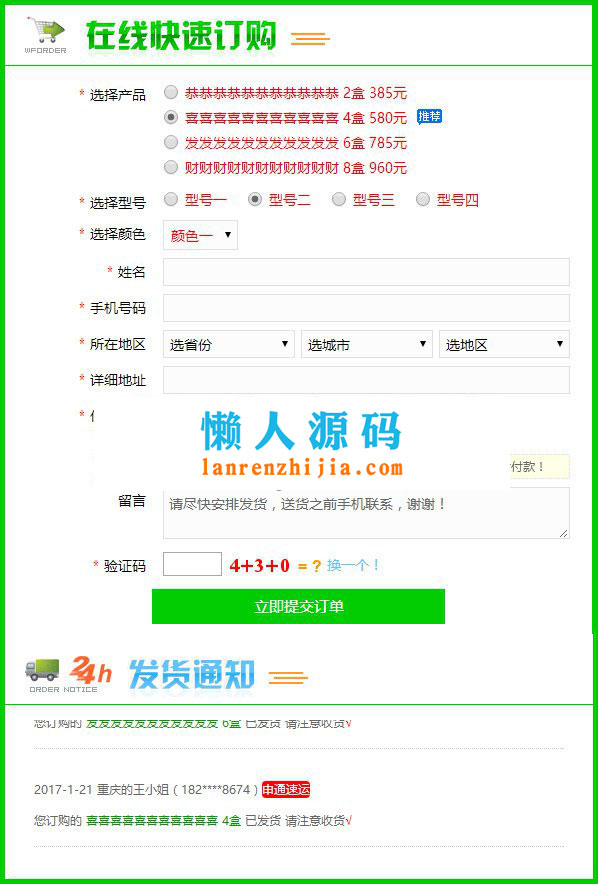 WFORDER
在线快速订购
* 选择产品
恭恭恭恭恭恭恭恭恭恭恭 2盒 385元
喜喜喜喜喜喜喜喜喜喜喜 4盒 580元 推荐
发发发发发发发发发发发 6盒 785元
财财财财财财财财财财财 8盒 960元
* 选择型号 型号一 型号二 型号三 型号四
* 选择颜色 颜色一
* 姓名
* 手机号码
* 所在地区 选省份 选城市 选地区
* 详细地址
*
懒人源码
lanrenzhijia.com
付款！
留言 请尽快安排发货，送货之前手机联系，谢谢！
* 验证码 4+3+0 = ? 换一个！
立即提交订单
24h
ORDER NOTICE
发货通知
您订购的 发发发发发发发发发发发 6盒 已发货 请注意收货√
2017-1-21 重庆的王小姐（182****8674）申通速运
您订购的 喜喜喜喜喜喜喜喜喜喜喜 4盒 已发货 请注意收货√